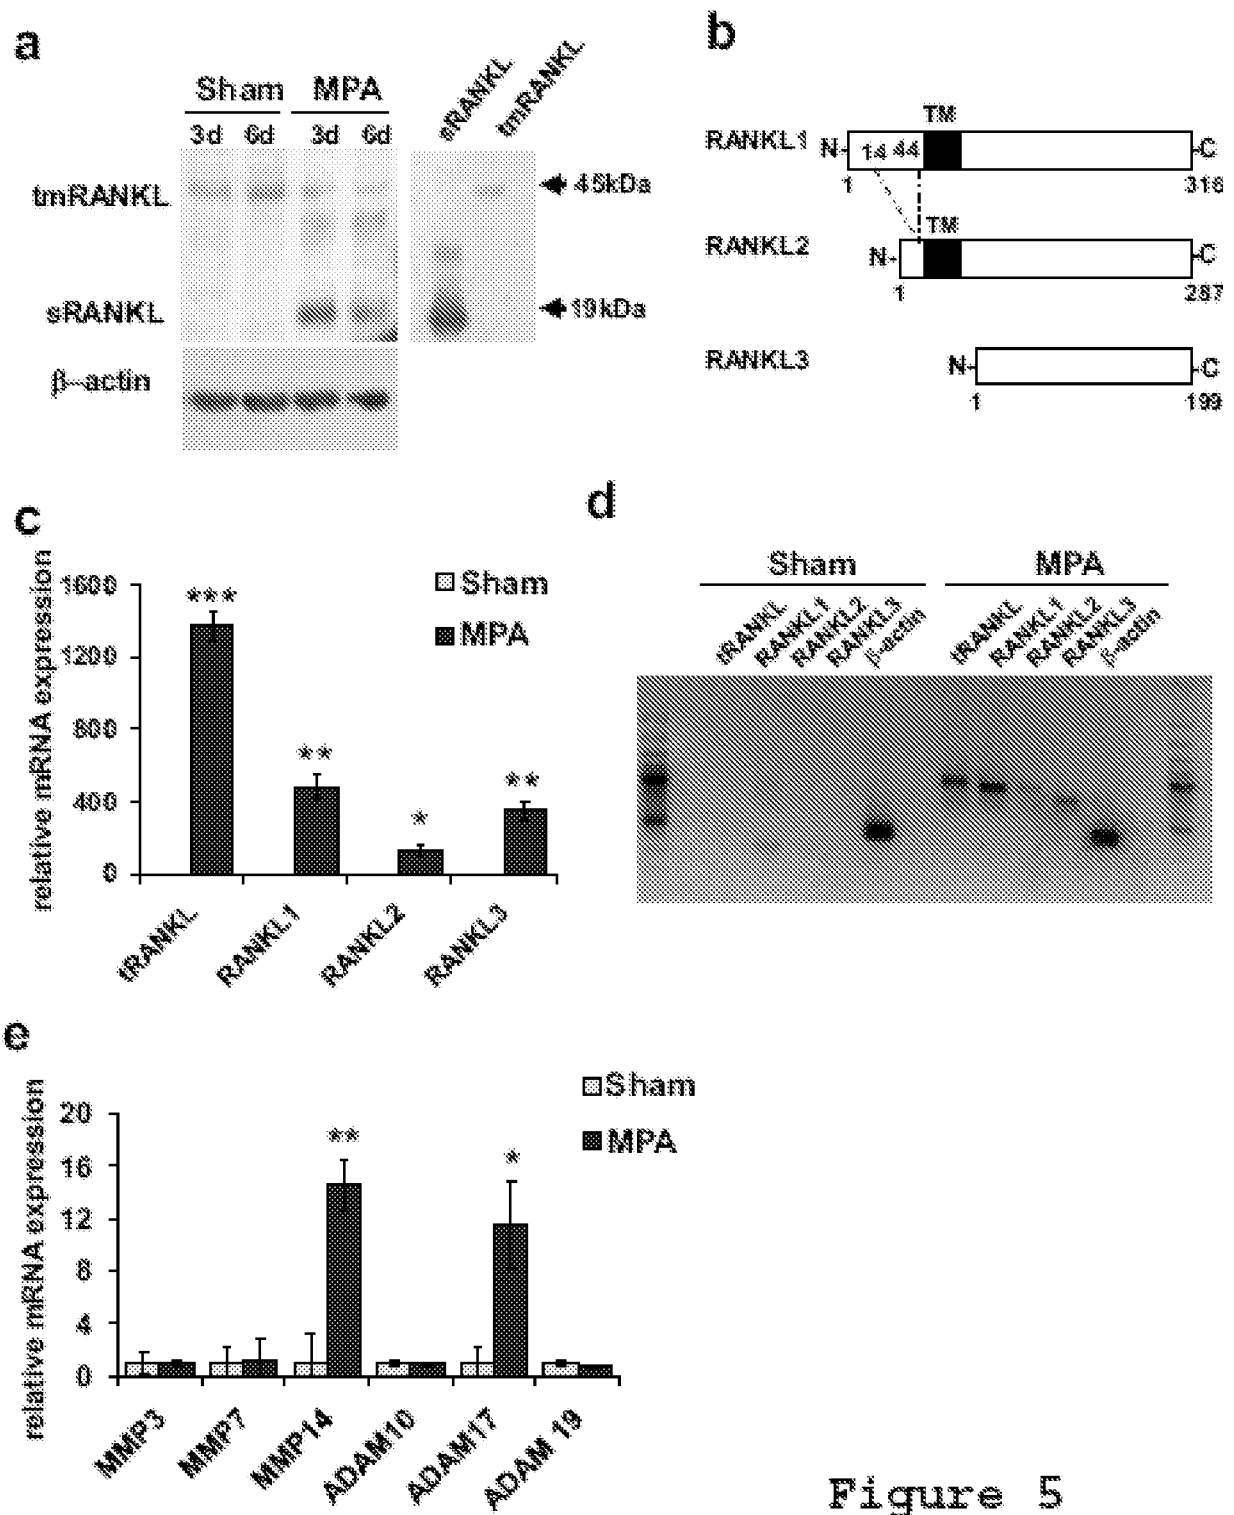 a
Sham MPA
3d 6d 3d 6d
sRANKL
tmRANKL
tmRANKL
45kDa
sRANKL
19kDa
β-actin
b
TM
RANKL1 N 14 44 C
1 316
TM
RANKL2 N C
1 287
RANKL3 N C
1 199
c
relative mRNA expression
1600
1200
800
400
0
Sham
MPA
***
**
*
**
tRANKL
RANKL1
RANKL2
RANKL3
d
Sham MPA
tRANKL
RANKL1
RANKL2
RANKL3
β-actin
tRANKL
RANKL1
RANKL2
RANKL3
β-actin
e
relative mRNA expression
20
16
12
8
4
0
Sham
MPA
**
*
MMP3
MMP7
MMP14
ADAM10
ADAM17
ADAM 19
Figure 5